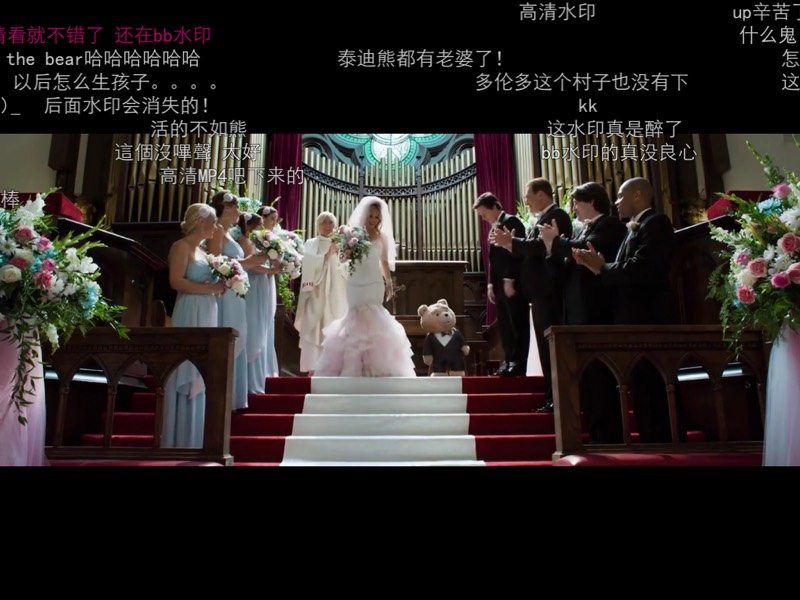 高清水印
up辛苦了
清看就不错了 还在bb水印
什么鬼
the bear哈哈哈哈哈哈哈
泰迪熊都有老婆了!
怎
以后怎么生孩子。。。。
多伦多这个村子也没有下
这
)_ 后面水印会消失的!
kk
活的不如熊
这水印真是醉了
這個沒嗶聲 太好
bb水印的真没良心
高清MP4吧下来的
棒